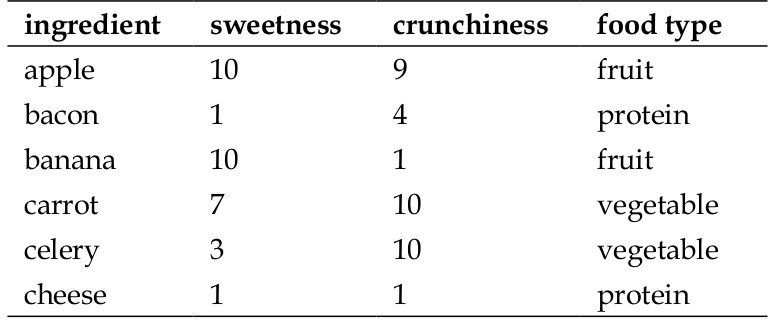 ingredient sweetness crunchiness food type
apple 10 9 fruit
bacon 1 4 protein
banana 10 1 fruit
carrot 7 10 vegetable
celery 3 10 vegetable
cheese 1 1 protein